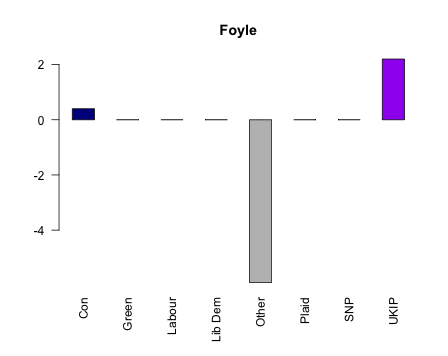 Foyle
2
0
-2
-4
Con
Green
Labour
Lib Dem
Other
Plaid
SNP
UKIP